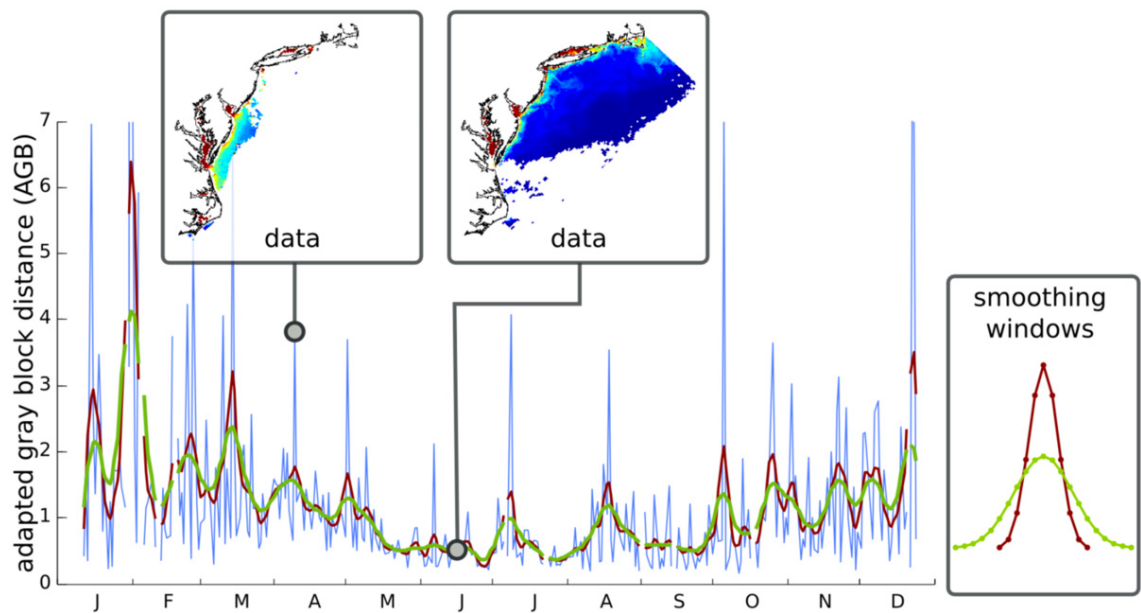 data
data
adapted gray block distance (AGB)
7
6
5
4
3
2
1
0
J F M A M J J A S O N D
smoothing
windows